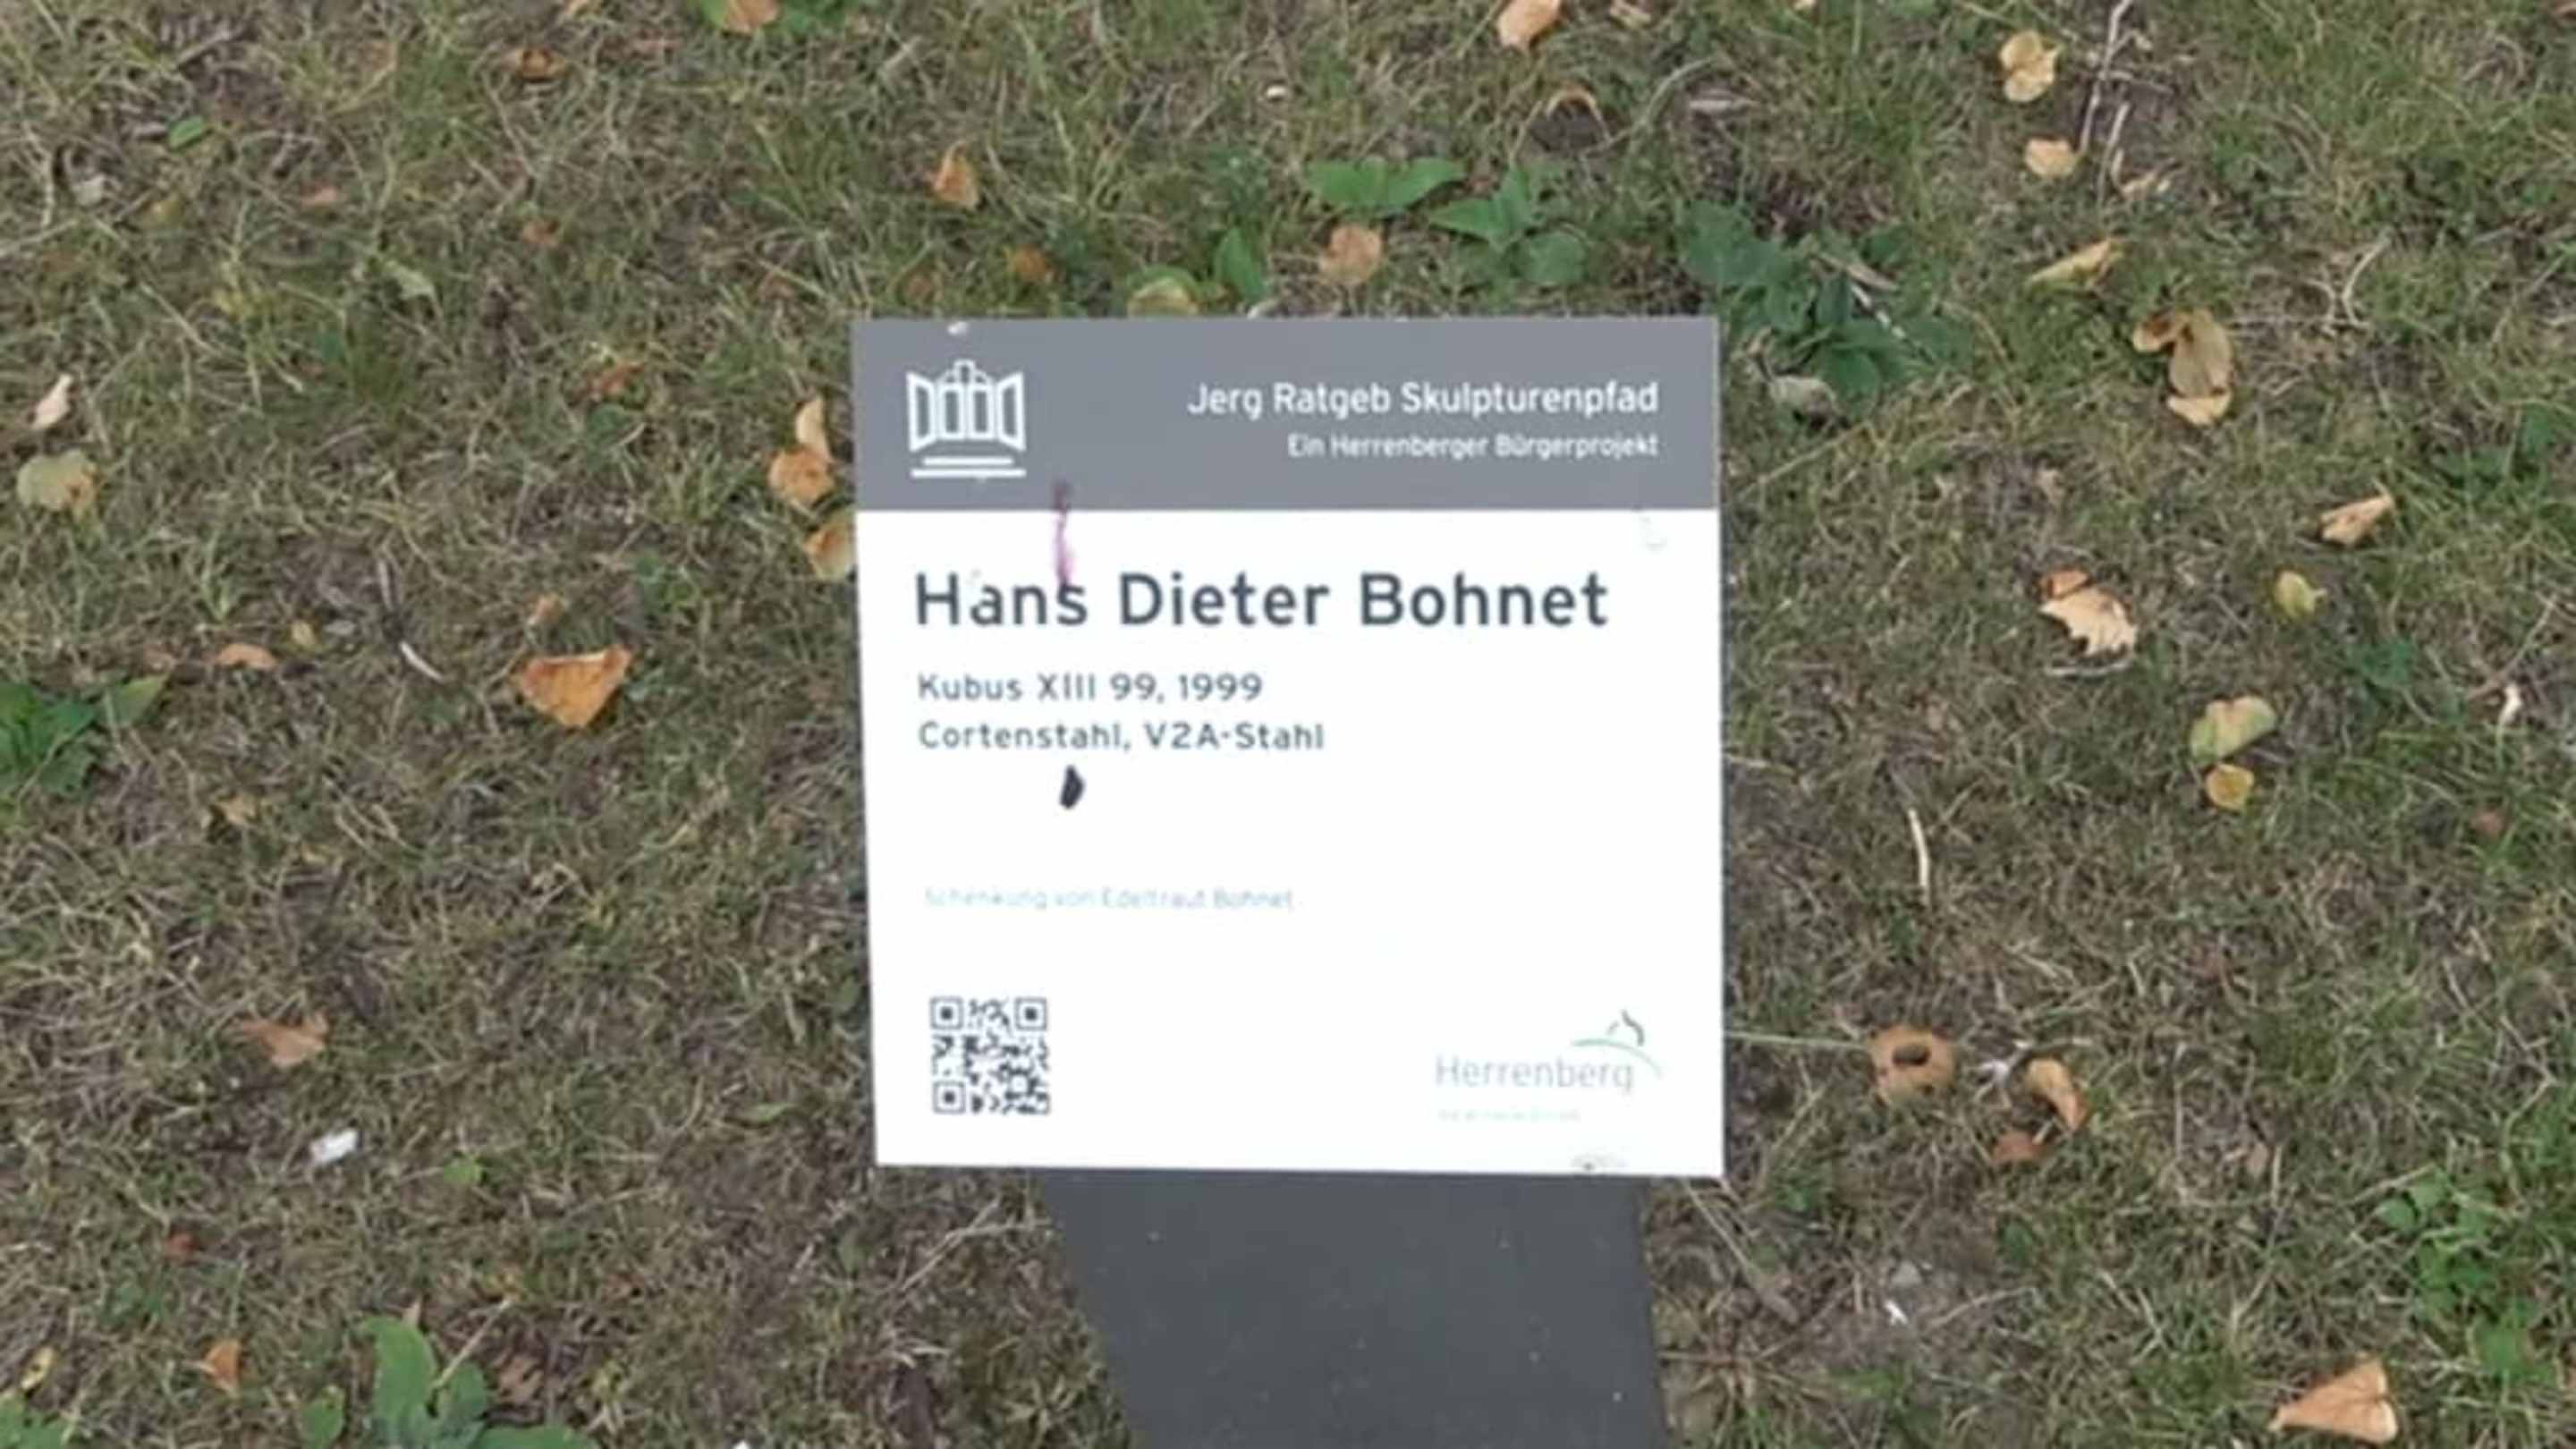 Jerg Ratgeb Skulpturenpfad
Ein Herrenberger Bürgerprojekt
Hans Dieter Bohnet
Kubus XIII 99, 1999
Cortenstahl, V2A-Stahl
Schenkung von Edeltraut Bohnet
Herrenberg